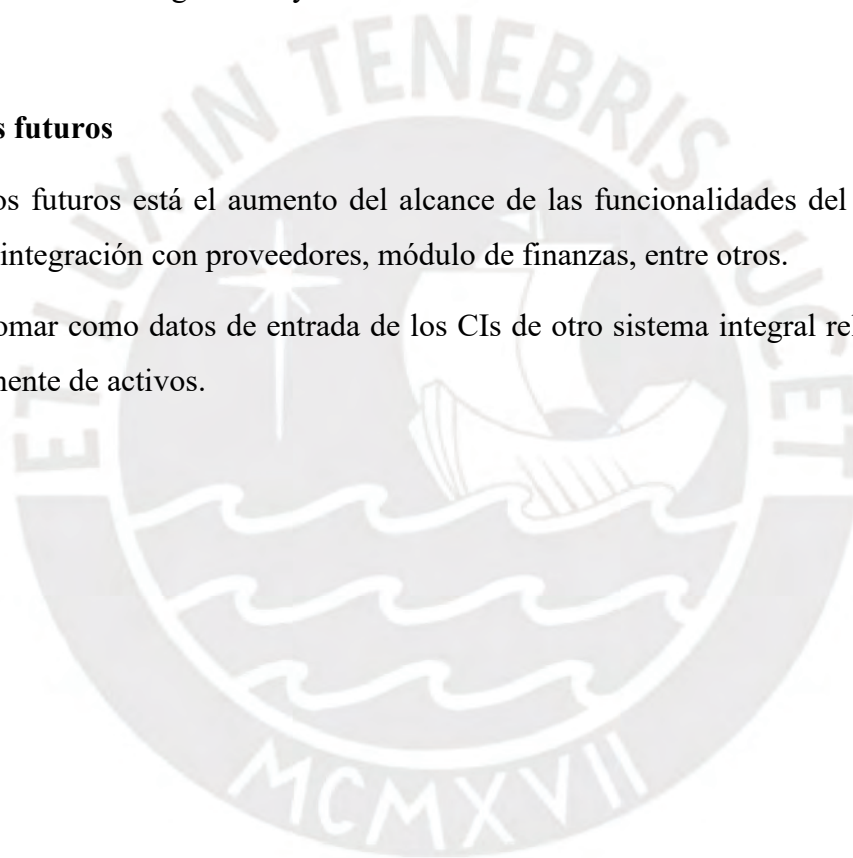 s futuros
os futuros está el aumento del alcance de las funcionalidades del
integración con proveedores, módulo de finanzas, entre otros.
omar como datos de entrada de los CIs de otro sistema integral rel
nente de activos.
ET LUX IN TENEBRIS LUCET
MCMXVII